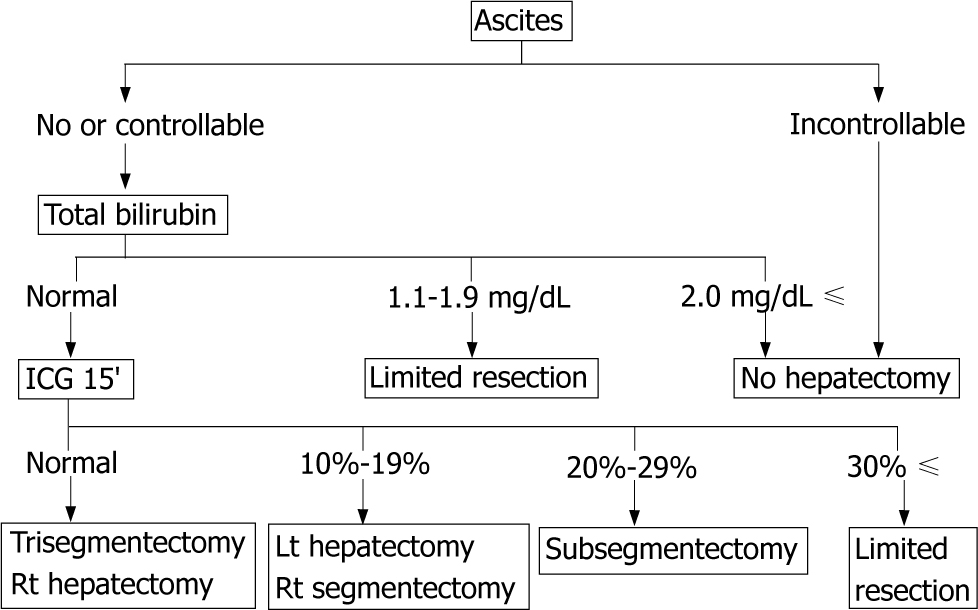 Ascites
No or controllable
Incontrollable
Total bilirubin
Normal
1.1-1.9 mg/dL
2.0 mg/dL ≤
ICG 15'
Limited resection
No hepatectomy
Normal
10%-19%
20%-29%
30% ≤
Trisegmentectomy
Rt hepatectomy
Lt hepatectomy
Rt segmentectomy
Subsegmentectomy
Limited
resection